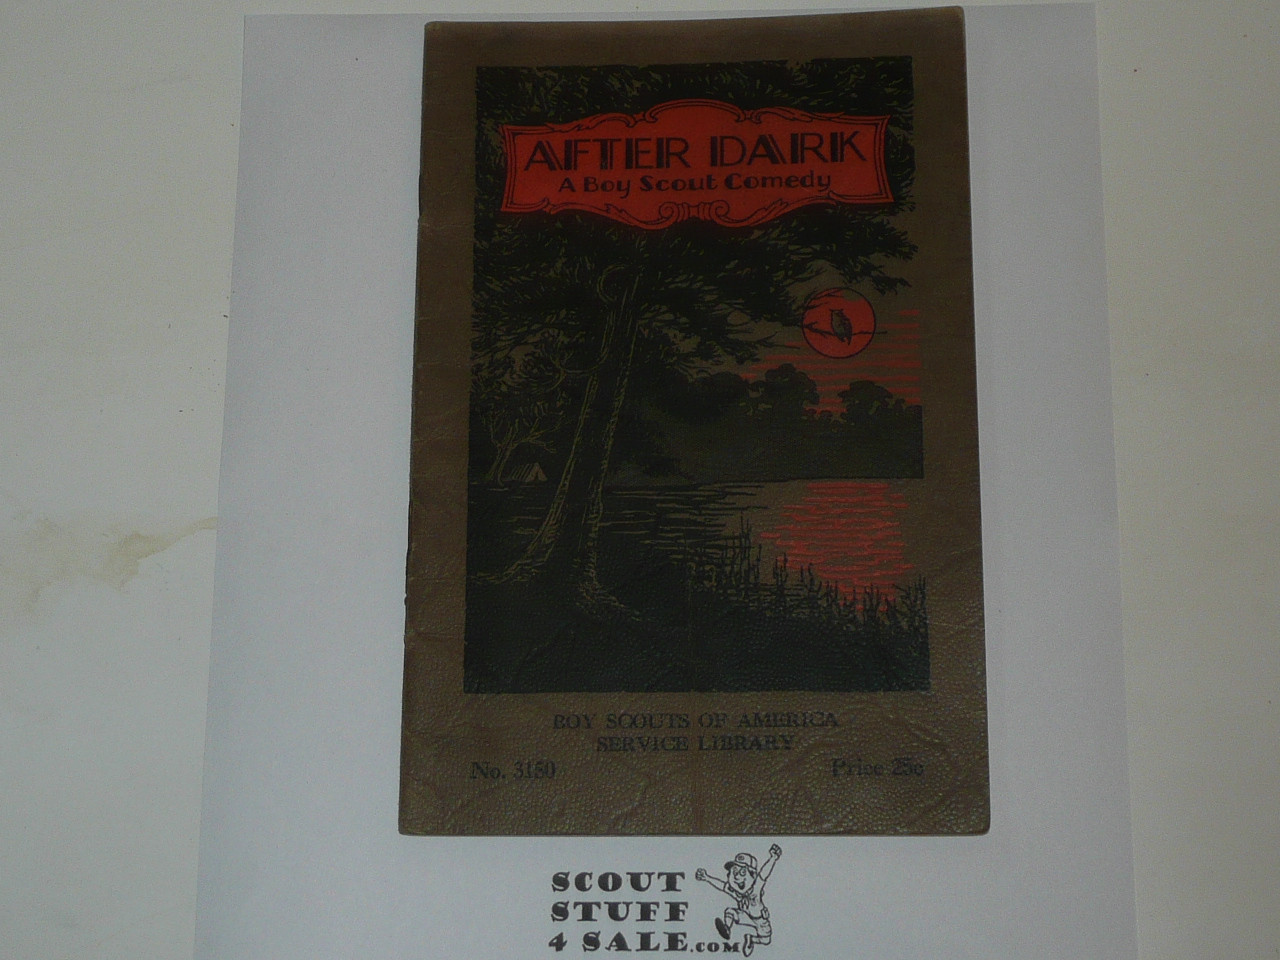 AFTER DARK
A Boy Scout Comedy
BOY SCOUTS OF AMERICA
SERVICE LIBRARY
No. 3150 Price 25c
SCOUT
STUFF
4 SALE.COM